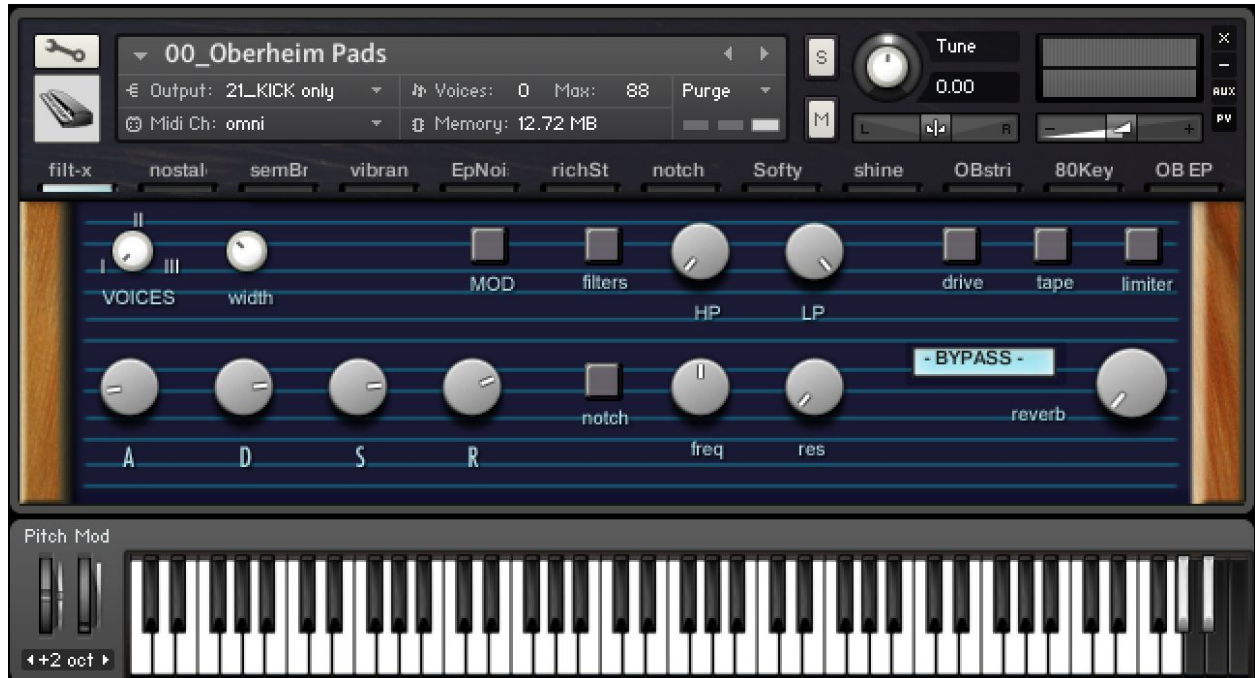 00_Oberheim Pads
Output: 21_KICK only
Voices: 0 Max: 88
Purge
Midi Ch: omni
Memory: 12.72 MB
S
M
Tune
0.00
L R
- +
X
-
AUX
PV
filt-x nostal semBr vibran EpNoi richSt notch Softy shine OBstri 80Key OB EP
I II III
VOICES
width
MOD
filters
HP
LP
drive
tape
limiter
A
D
S
R
notch
freq
res
- BYPASS -
reverb
Pitch Mod
+2 oct